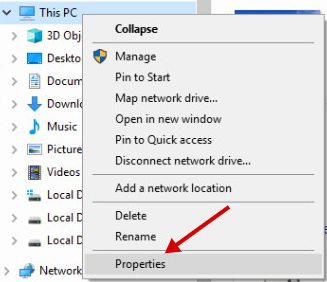 This PC
3D Obj
Deskto
Docum
Downlo
Music
Picture
Videos
Local D
Local D
Local D
Network
Collapse
Manage
Pin to Start
Map network drive...
Open in new window
Pin to Quick access
Disconnect network drive...
Add a network location
Delete
Rename
Properties